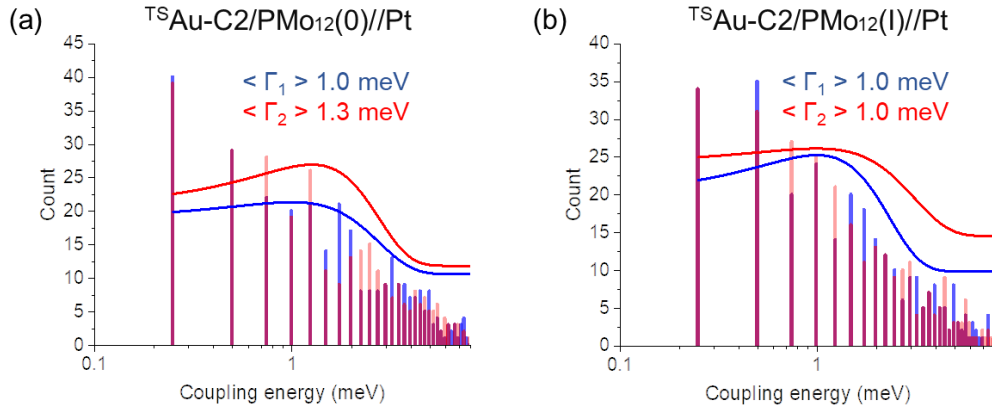 (a) ᵀˢAu-C2/PMo₁₂(0)//Pt
< Γ₁ > 1.0 meV
< Γ₂ > 1.3 meV
Count
45
40
35
30
25
20
15
10
5
0
0.1
1
Coupling energy (meV)
(b) ᵀˢAu-C2/PMo₁₂(I)//Pt
< Γ₁ > 1.0 meV
< Γ₂ > 1.0 meV
Count
40
35
30
25
20
15
10
5
0
0.1
1
Coupling energy (meV)